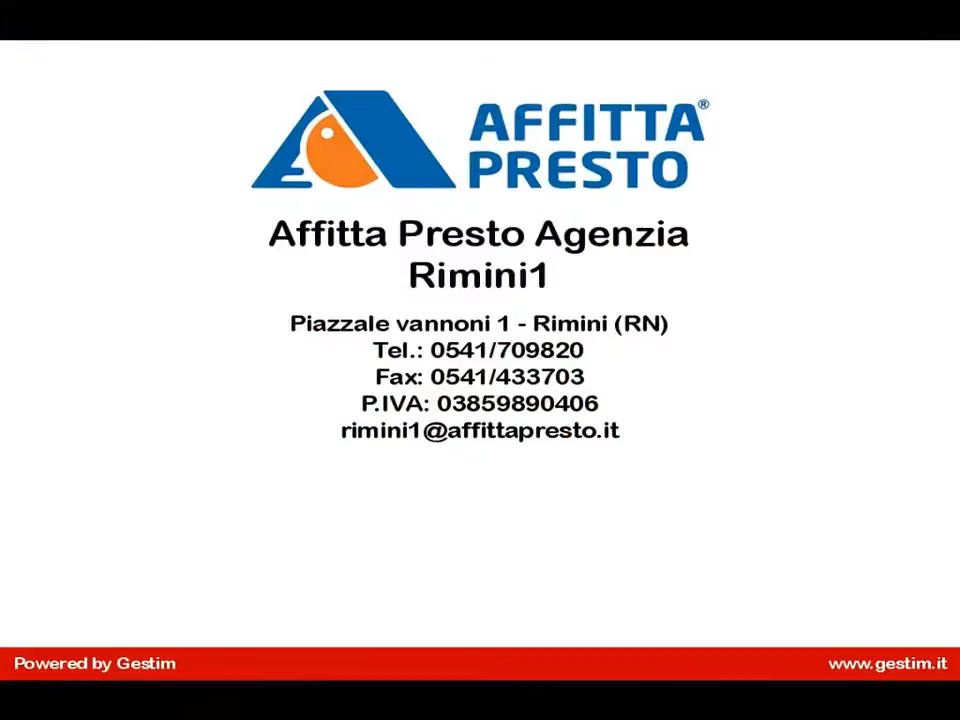 AFFITTA®
PRESTO
Affitta Presto Agenzia
Rimini1
Piazzale vannoni 1 - Rimini (RN)
Tel.: 0541/709820
Fax: 0541/433703
P.IVA: 03859890406
rimini1@affittapresto.it
Powered by Gestim
www.gestim.it